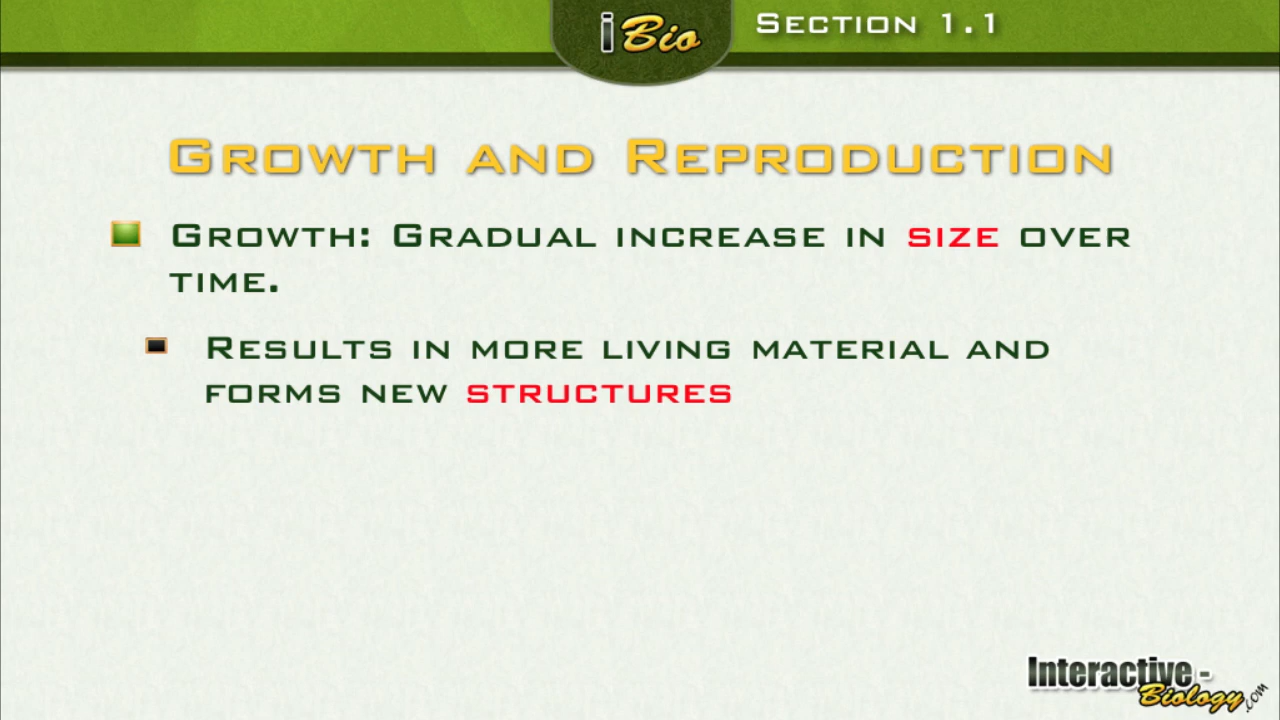 i Bio
Section 1.1
Growth and Reproduction
Growth: Gradual increase in size over
time.
Results in more living material and
forms new structures
Interactive-
Biology.com